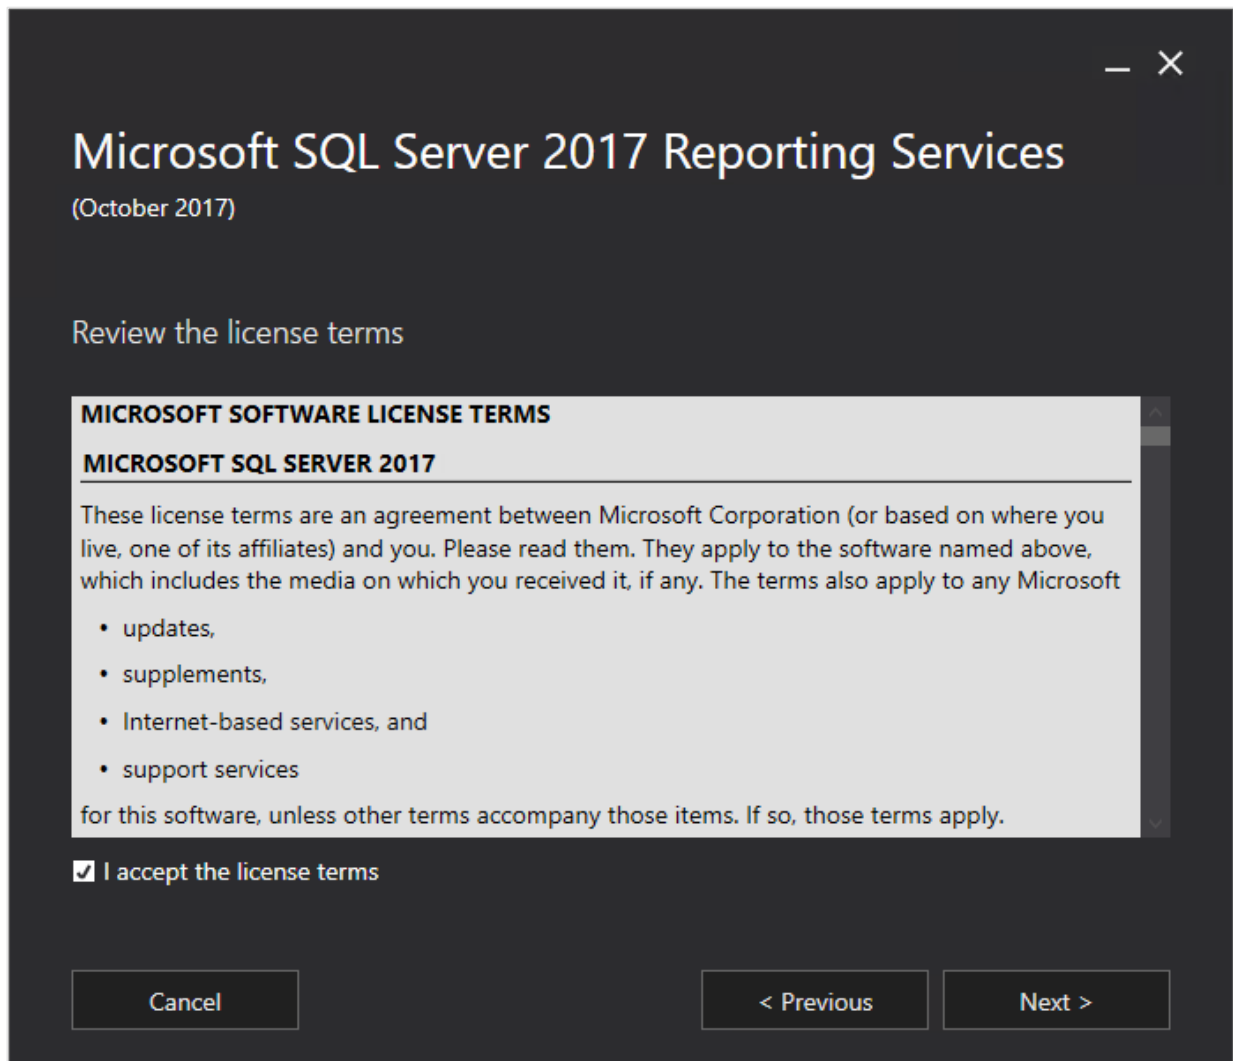 Microsoft SQL Server 2017 Reporting Services
(October 2017)
Review the license terms
MICROSOFT SOFTWARE LICENSE TERMS
MICROSOFT SQL SERVER 2017
These license terms are an agreement between Microsoft Corporation (or based on where you
live, one of its affiliates) and you. Please read them. They apply to the software named above,
which includes the media on which you received it, if any. The terms also apply to any Microsoft
• updates,
• supplements,
• Internet-based services, and
• support services
for this software, unless other terms accompany those items. If so, those terms apply.
I accept the license terms
Cancel
< Previous
Next >